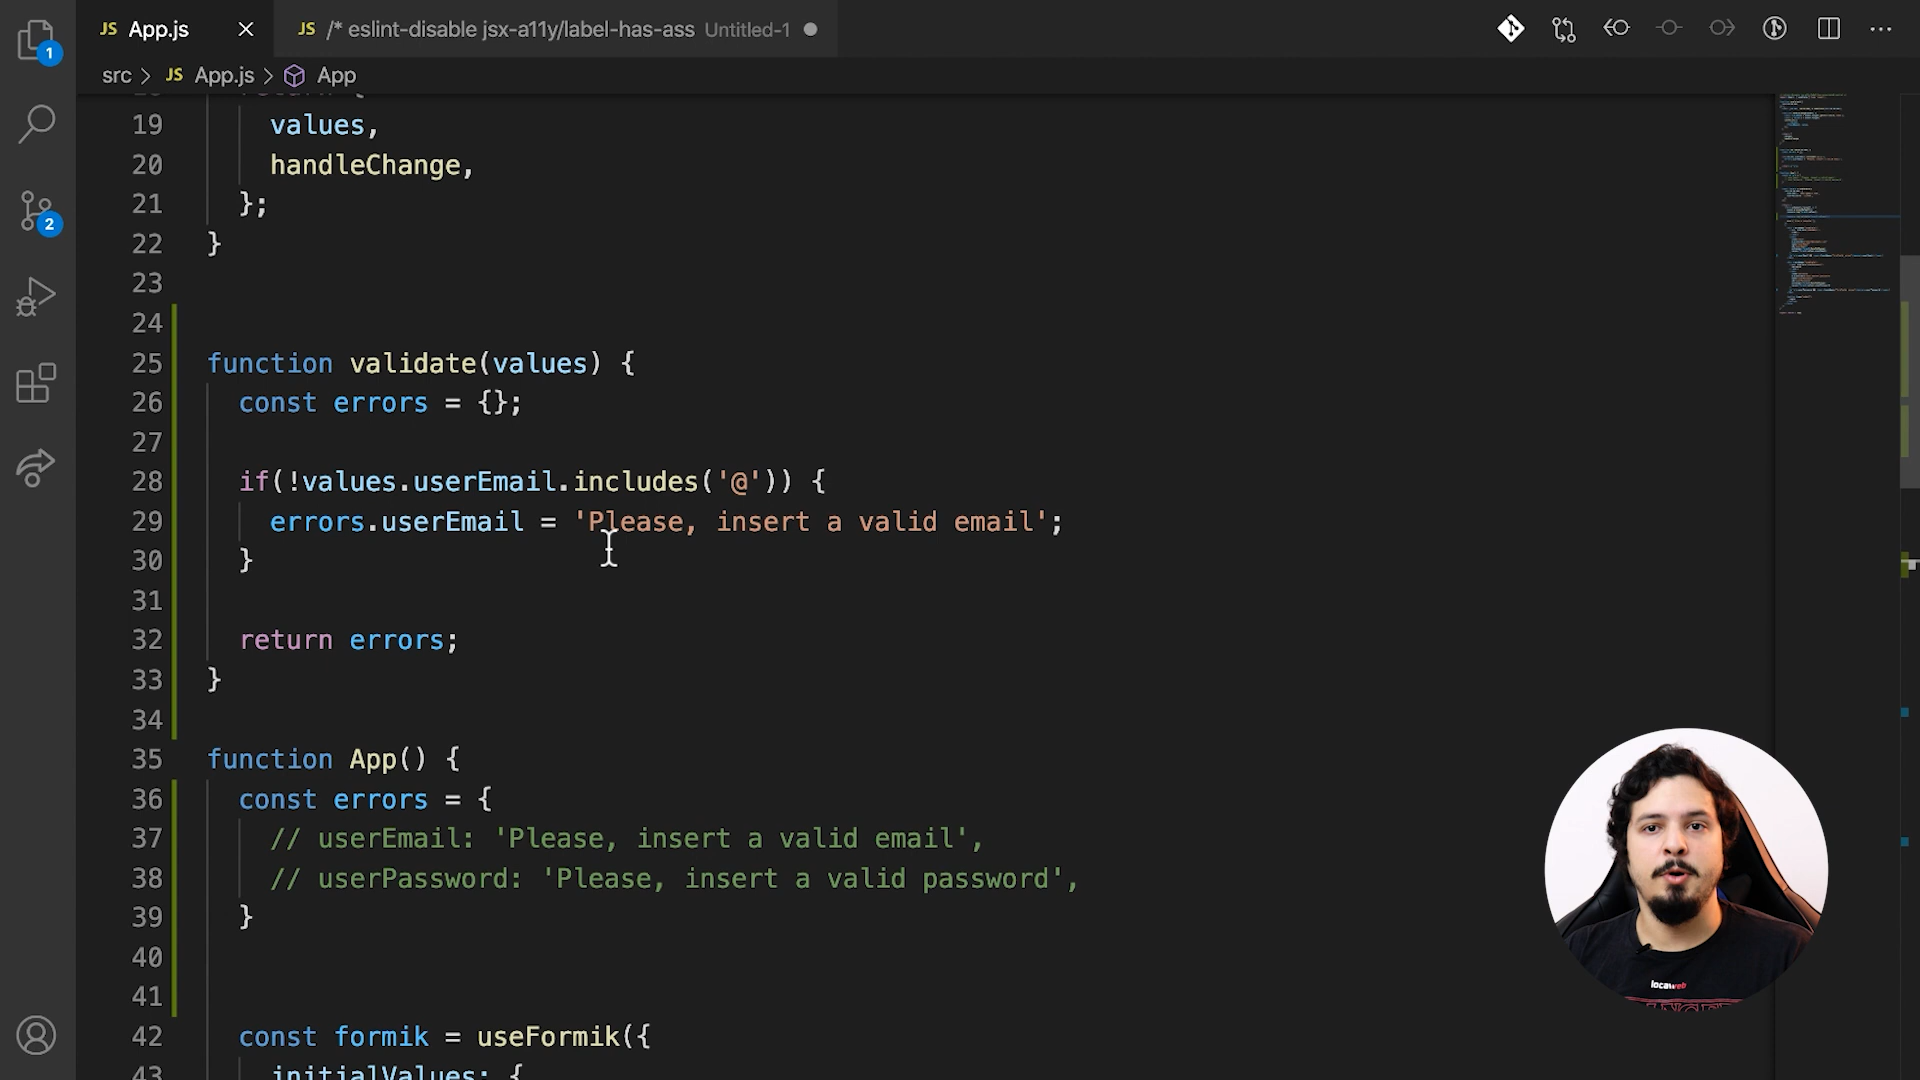 1
2
JS App.js
JS /* eslint-disable jsx-a11y/label-has-ass Untitled-1
src > JS App.js > App
19 values,
20 handleChange,
21 };
22 }
23
24
25 function validate(values) {
26 const errors = {};
27
28 if(!values.userEmail.includes('@')) {
29 errors.userEmail = 'Please, insert a valid email';
30 }
31
32 return errors;
33 }
34
35 function App() {
36 const errors = {
37 // userEmail: 'Please, insert a valid email',
38 // userPassword: 'Please, insert a valid password',
39 }
40
41
42 const formik = useFormik({
43 initialValues: {
locaweb